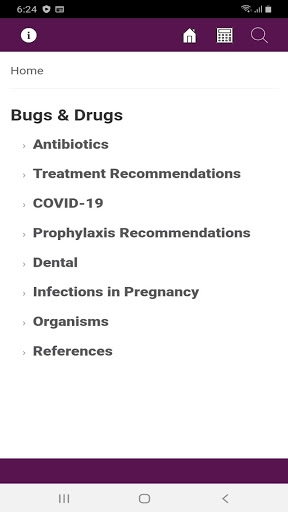 6:24
Home
Bugs & Drugs
Antibiotics
Treatment Recommendations
COVID-19
Prophylaxis Recommendations
Dental
Infections in Pregnancy
Organisms
References